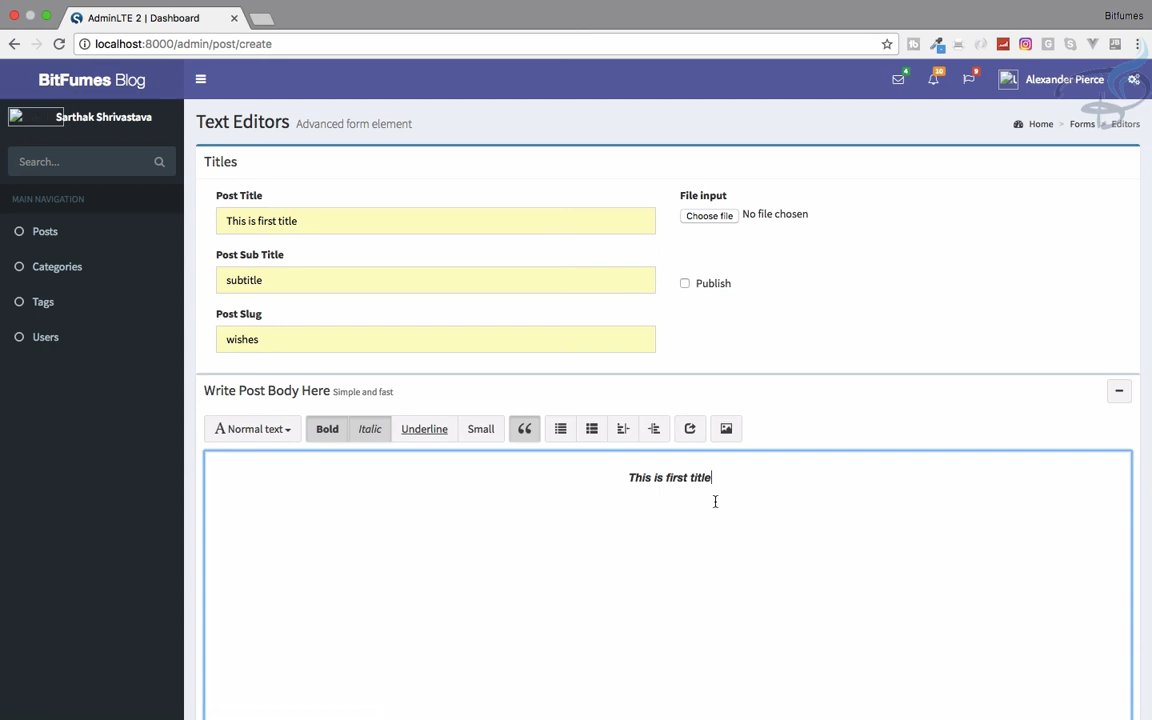 AdminLTE 2 | Dashboard
Bitfumes
localhost:8000/admin/post/create
BitFumes Blog
4
10
9
Alexander Pierce
Sarthak Shrivastava
Text Editors Advanced form element
Home > Forms > Editors
Search...
Titles
MAIN NAVIGATION
Post Title
File input
This is first title
Choose file No file chosen
Posts
Post Sub Title
Categories
subtitle
Publish
Tags
Post Slug
Users
wishes
Write Post Body Here Simple and fast
A Normal text
Bold
Italic
Underline
Small
This is first title